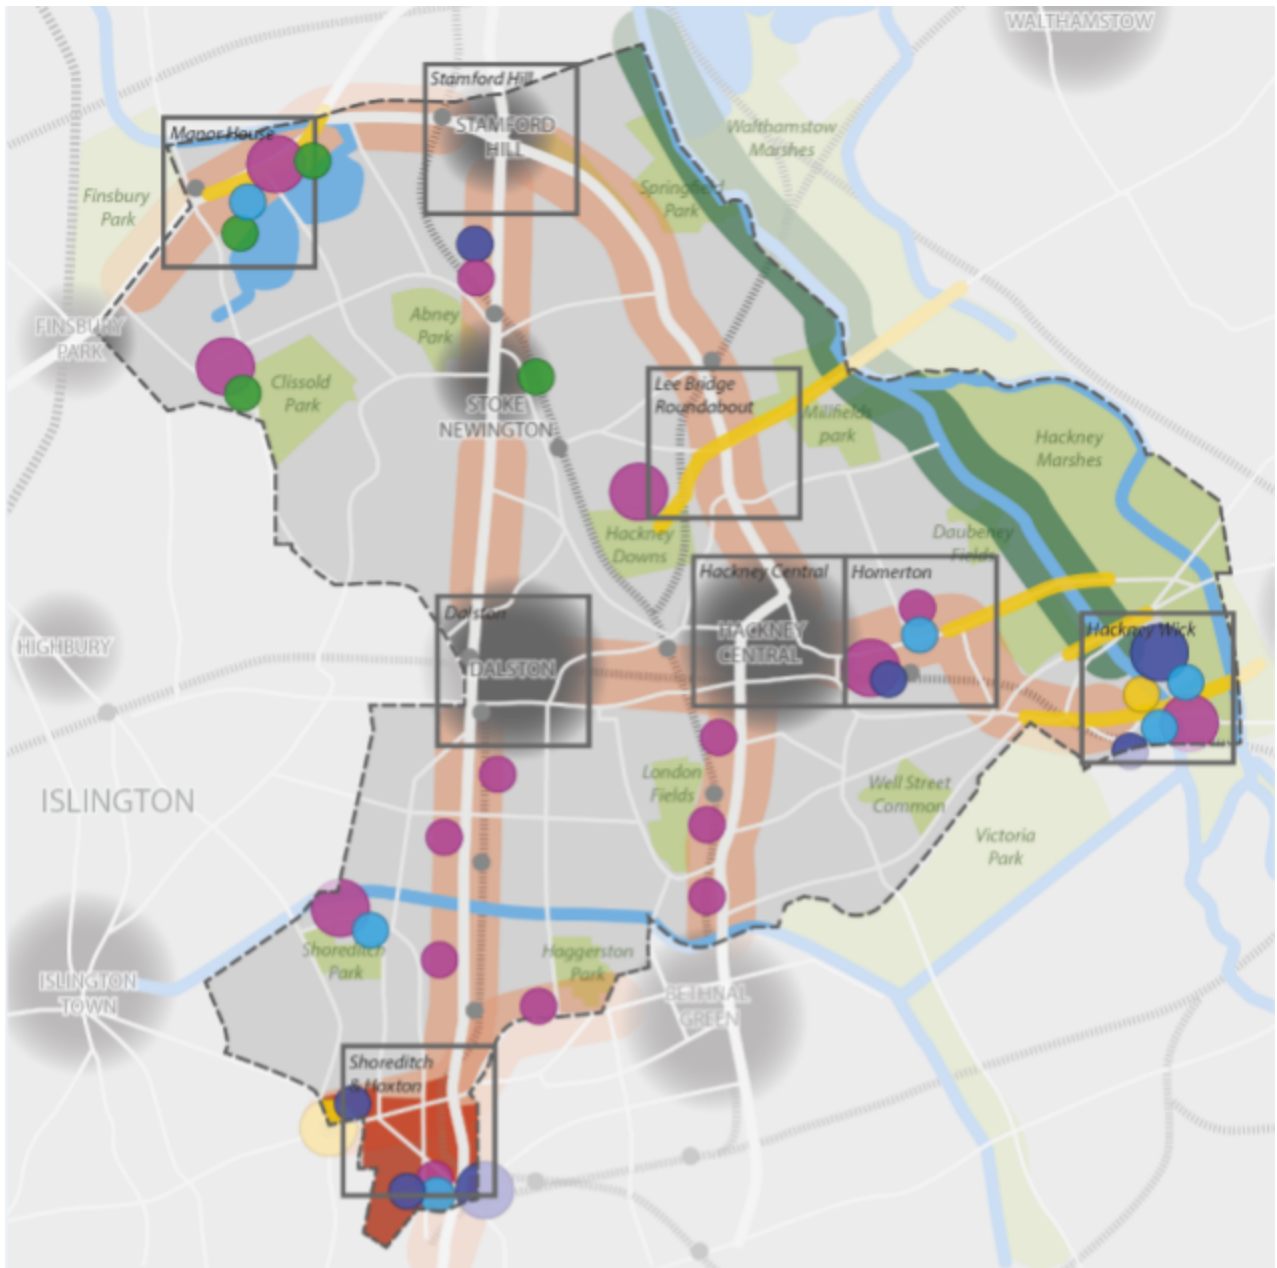 WALTHAMSTOW
Stamford Hill
STAMFORD
HILL
Manor House
Walthamstow
Marshes
Finsbury
Park
Springfield
Park
FINSBURY
PARK
Abney
Park
Clissold
Park
STOKE
NEWINGTON
Lee Bridge
Roundabout
Millfields
park
Hackney
Marshes
Hackney
Downs
Daubeney
Fields
Hackney Central
Homerton
HACKNEY
CENTRAL
Hackney Wick
Dalston
DALSTON
HIGHBURY
ISLINGTON
London
Fields
Well Street
Common
Victoria
Park
Shoreditch
Park
Haggerston
Park
ISLINGTON
TOWN
BETHNAL
GREEN
Shoreditch
& Hoxton